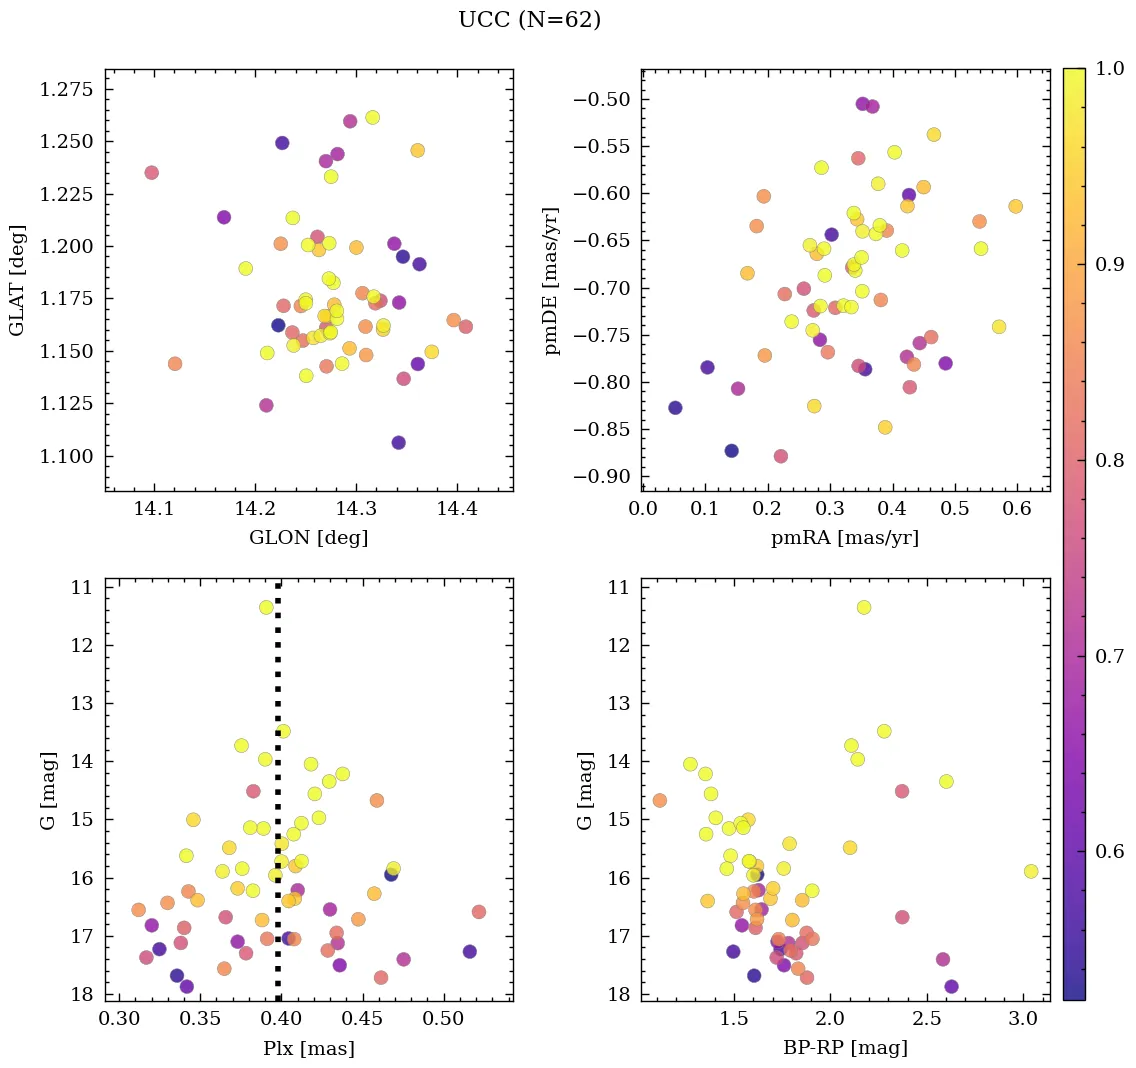 UCC (N=62)
1.275
1.250
1.225
1.200
1.175
1.150
1.125
1.100
GLAT [deg]
14.1 14.2 14.3 14.4
GLON [deg]
−0.50
−0.55
−0.60
−0.65
−0.70
−0.75
−0.80
−0.85
−0.90
pmDE [mas/yr]
0.0 0.1 0.2 0.3 0.4 0.5 0.6
pmRA [mas/yr]
11
12
13
14
15
16
17
18
G [mag]
0.30 0.35 0.40 0.45 0.50
Plx [mas]
11
12
13
14
15
16
17
18
G [mag]
1.5 2.0 2.5 3.0
BP-RP [mag]
1.0
0.9
0.8
0.7
0.6